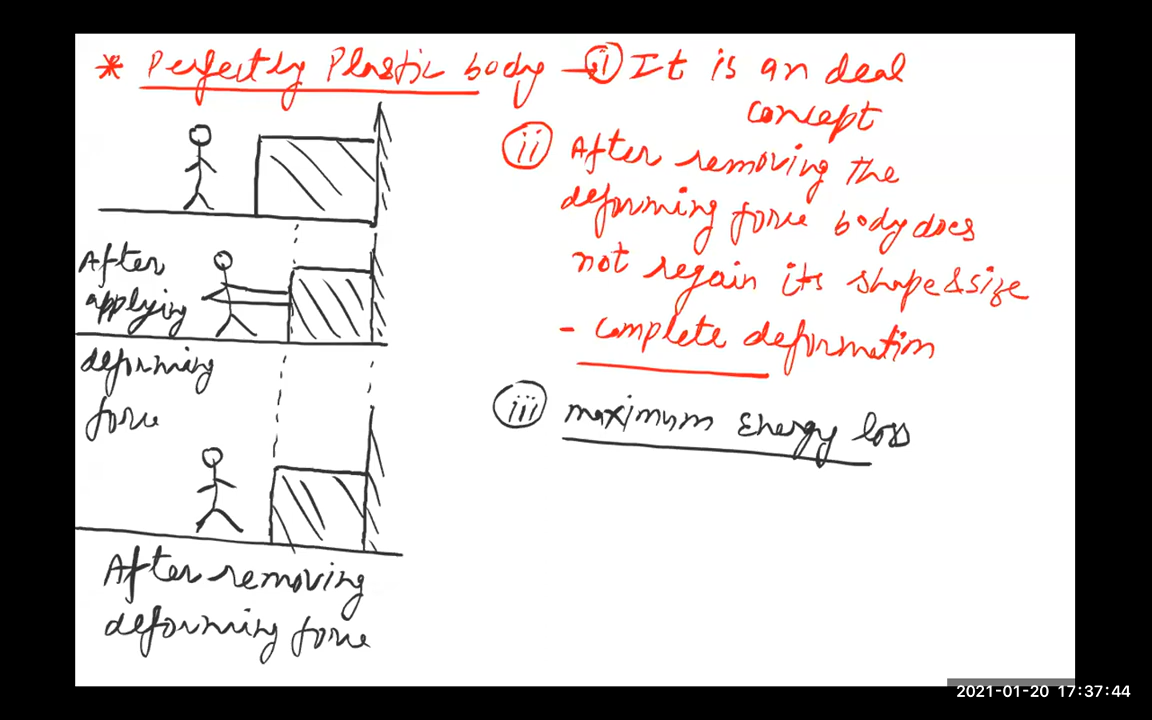 * Perfectly Plastic body → i It is an deal
concept
ii After removing the
deforming force body does
not regain its shape & size
- complete deformation
iii maximum Energy loss
After
applying
deforming
force
After removing
deforming force
2021-01-20 17:37:44